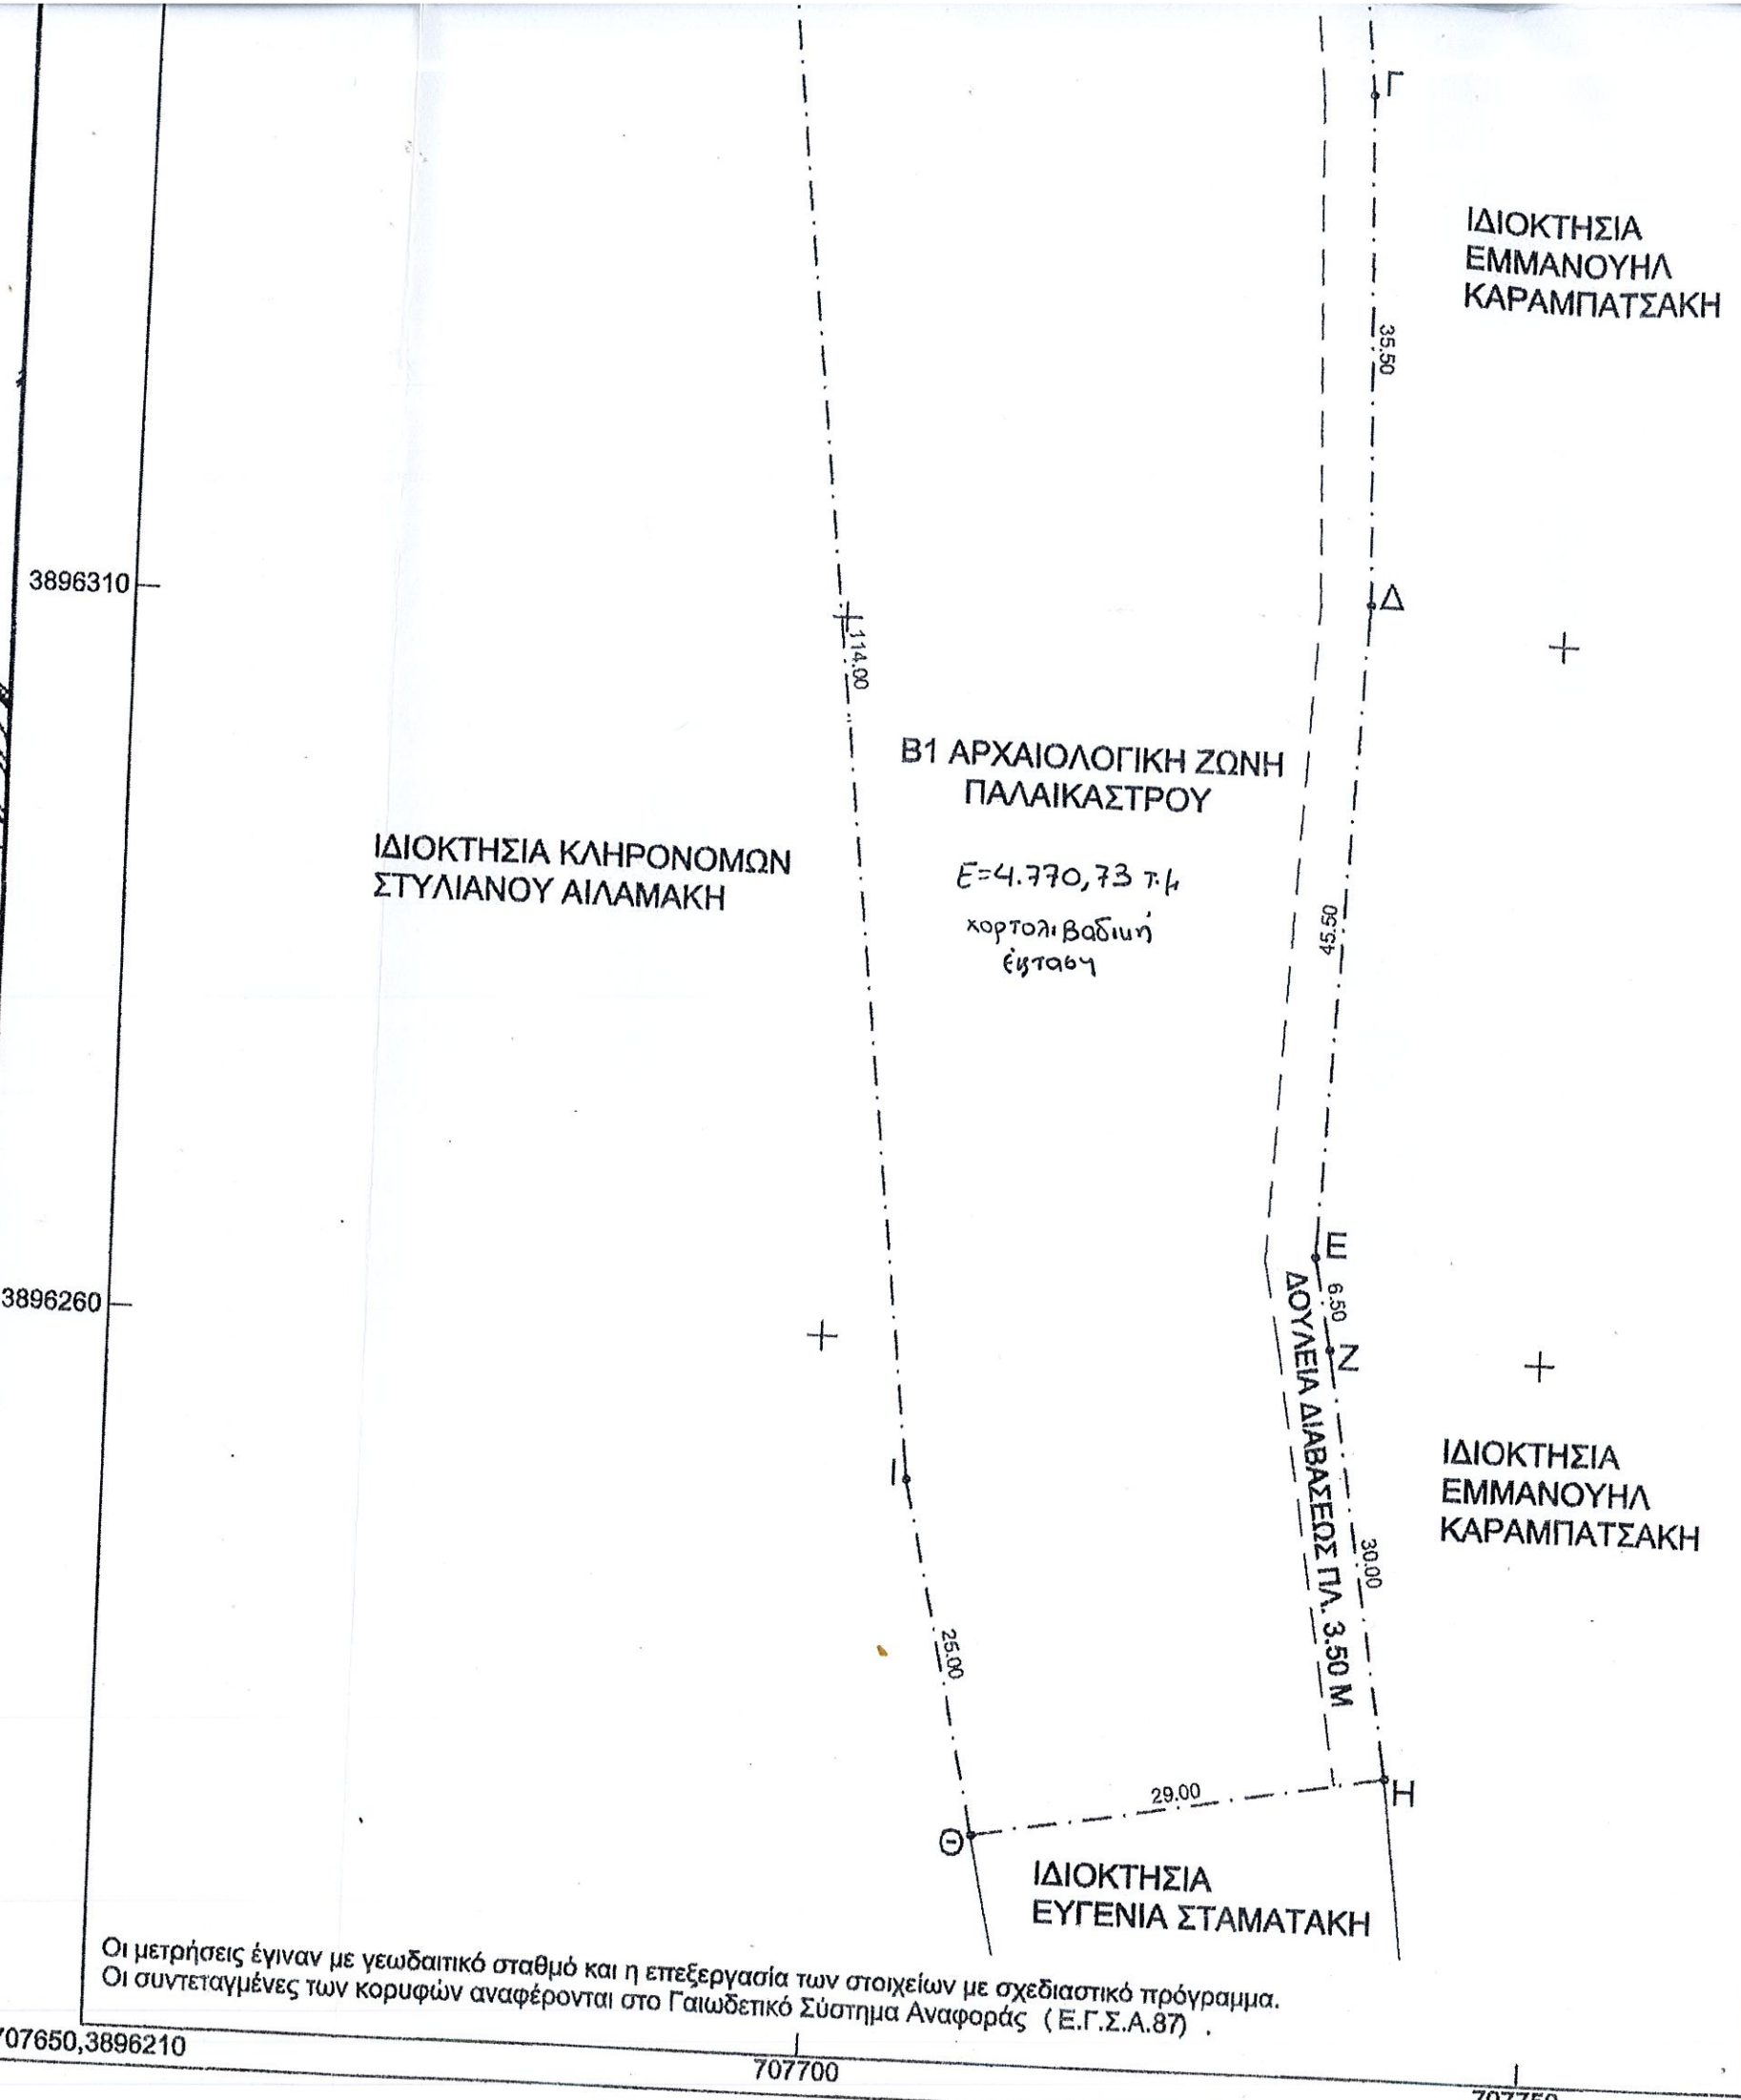 Γ
ΙΔΙΟΚΤΗΣΙΑ
ΕΜΜΑΝΟΥΗΛ
ΚΑΡΑΜΠΑΤΣΑΚΗ
35.50
3896310
Δ
114.00
Β1 ΑΡΧΑΙΟΛΟΓΙΚΗ ΖΩΝΗ
ΠΑΛΑΙΚΑΣΤΡΟΥ
ΙΔΙΟΚΤΗΣΙΑ ΚΛΗΡΟΝΟΜΩΝ
ΣΤΥΛΙΑΝΟΥ ΑΙΛΑΜΑΚΗ
Ε=4.770,73 τ.μ
χορτολιβαδική
έκταση
45.50
Ε
6.50
3896260
Ζ
ΔΟΥΛΕΙΑ ΔΙΑΒΑΣΕΩΣ ΠΛ. 3.50 Μ
Ι
ΙΔΙΟΚΤΗΣΙΑ
ΕΜΜΑΝΟΥΗΛ
ΚΑΡΑΜΠΑΤΣΑΚΗ
30.00
25.00
29.00
Η
Θ
ΙΔΙΟΚΤΗΣΙΑ
ΕΥΓΕΝΙΑ ΣΤΑΜΑΤΑΚΗ
Οι μετρήσεις έγιναν με γεωδαιτικό σταθμό και η επεξεργασία των στοιχείων με σχεδιαστικό πρόγραμμα.
Οι συντεταγμένες των κορυφών αναφέρονται στο Γαιωδετικό Σύστημα Αναφοράς (Ε.Γ.Σ.Α.87) .
707650,3896210
707700
707750